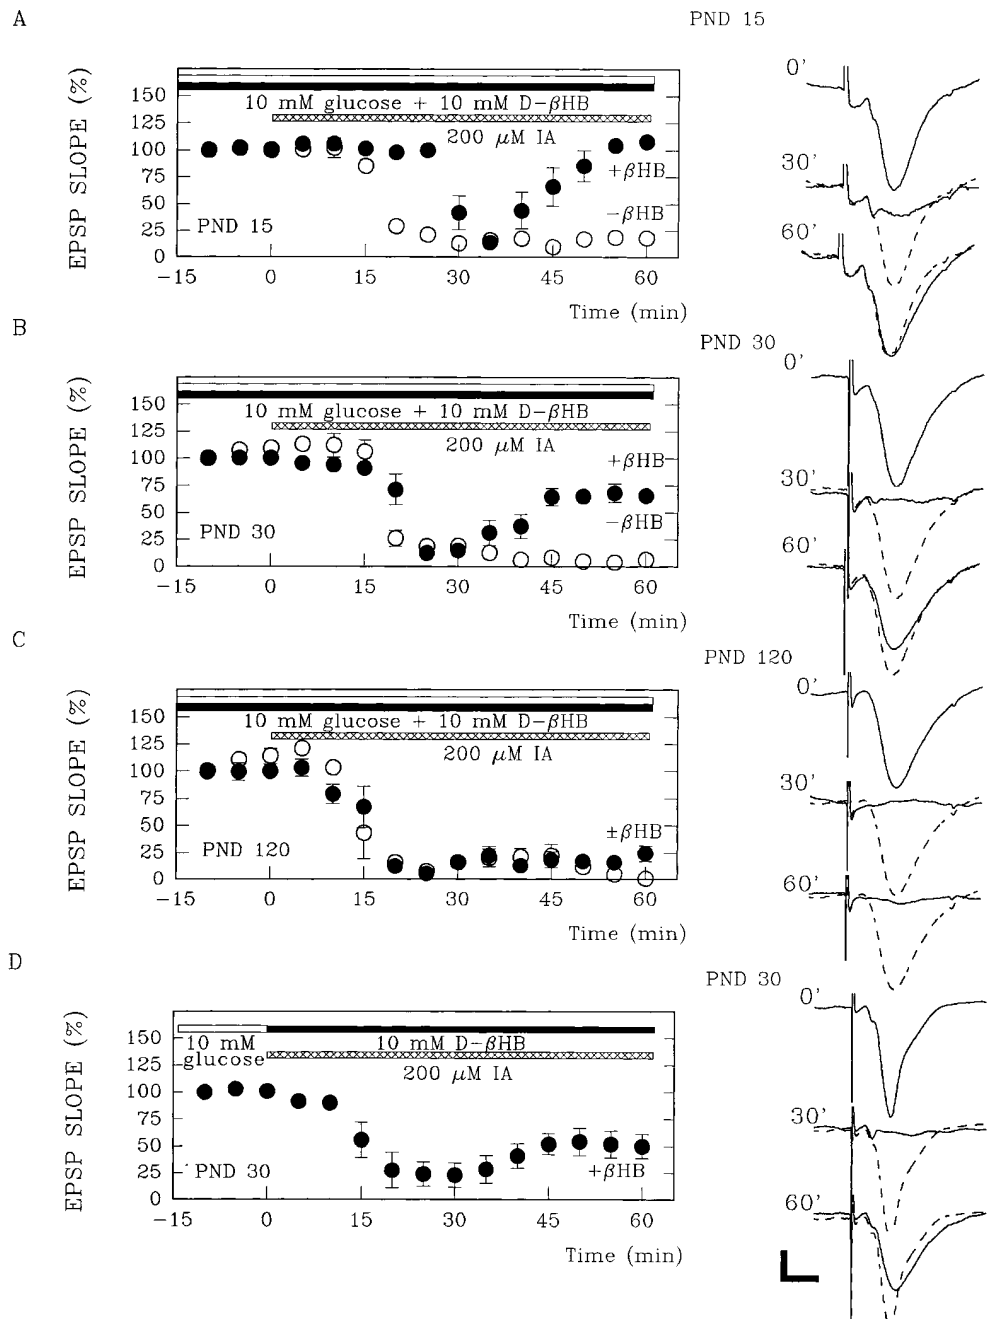 A
PND 15
EPSP SLOPE (%)
150
125
100
75
50
25
0
10 mM glucose + 10 mM D-βHB
200 μM IA
+βHB
-βHB
PND 15
-15 0 15 30 45 60
Time (min)
0'
30'
60'
B
PND 30
EPSP SLOPE (%)
150
125
100
75
50
25
0
10 mM glucose + 10 mM D-βHB
200 μM IA
+βHB
-βHB
PND 30
-15 0 15 30 45 60
Time (min)
0'
30'
60'
C
PND 120
EPSP SLOPE (%)
150
125
100
75
50
25
0
10 mM glucose + 10 mM D-βHB
200 μM IA
±βHB
PND 120
-15 0 15 30 45 60
Time (min)
0'
30'
60'
D
PND 30
EPSP SLOPE (%)
150
125
100
75
50
25
0
10 mM
glucose
10 mM D-βHB
200 μM IA
+βHB
PND 30
-15 0 15 30 45 60
Time (min)
0'
30'
60'